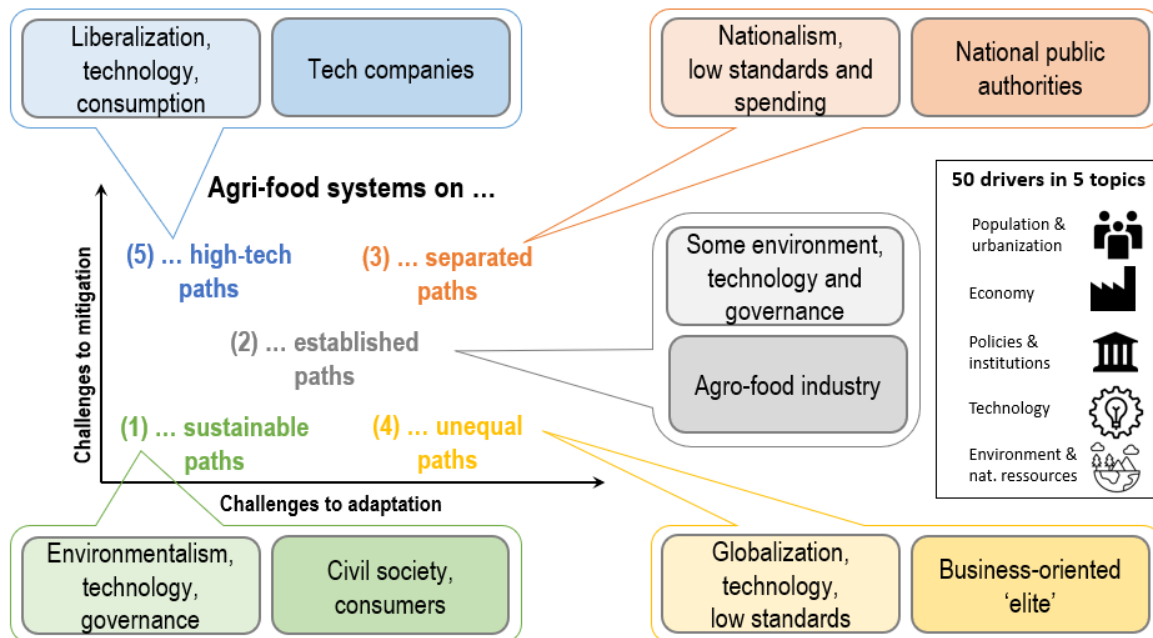 Liberalization,
technology,
consumption
Tech companies
Nationalism,
low standards and
spending
National public
authorities
Agri-food systems on ...
Challenges to mitigation
(5) ... high-tech
paths
(3) ... separated
paths
(2) ... established
paths
(1) ... sustainable
paths
(4) ... unequal
paths
Challenges to adaptation
Some environment,
technology and
governance
Agro-food industry
50 drivers in 5 topics
Population &
urbanization
Economy
Policies &
institutions
Technology
Environment &
nat. ressources
Environmentalism,
technology,
governance
Civil society,
consumers
Globalization,
technology,
low standards
Business-oriented
‘elite’